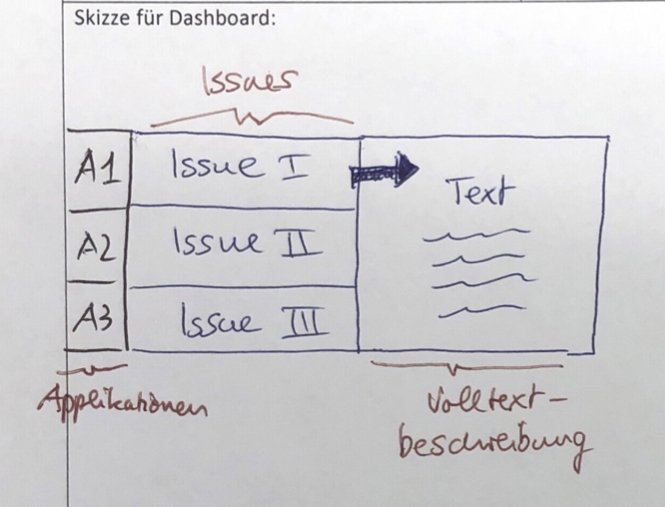 Skizze für Dashboard:
Issues
A1 Issue I Text
A2 Issue II
A3 Issue III
Applikationen
Volltext-
beschreibung